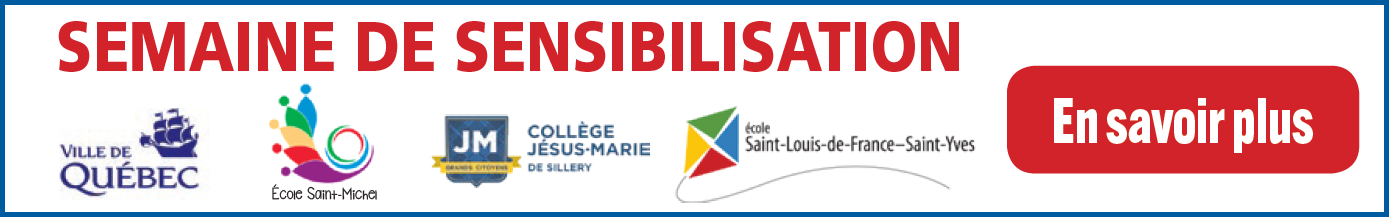 SEMAINE DE SENSIBILISATION
VILLE DE
QUÉBEC
École Saint-Michel
JM
GRANDS CITOYENS
COLLÈGE
JÉSUS-MARIE
DE SILLERY
école
Saint-Louis-de-France–Saint-Yves
En savoir plus